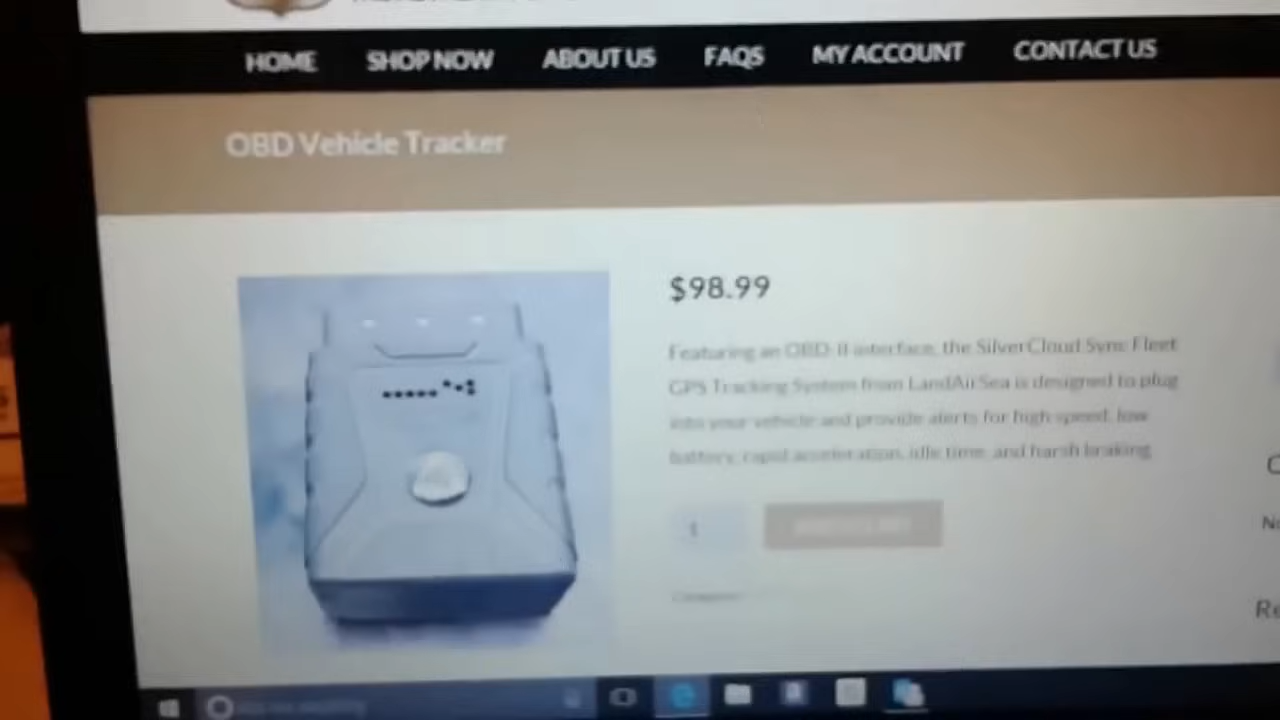 HOME SHOP NOW ABOUT US FAQS MY ACCOUNT CONTACT US
OBD Vehicle Tracker
$98.99
Featuring an OBD-II interface, the SilverCloud Sync Fleet
GPS Tracking System from LandAirSea is designed to plug
into your vehicle and provide alerts for high speed, low
battery, rapid acceleration, idle time, and harsh braking.
1